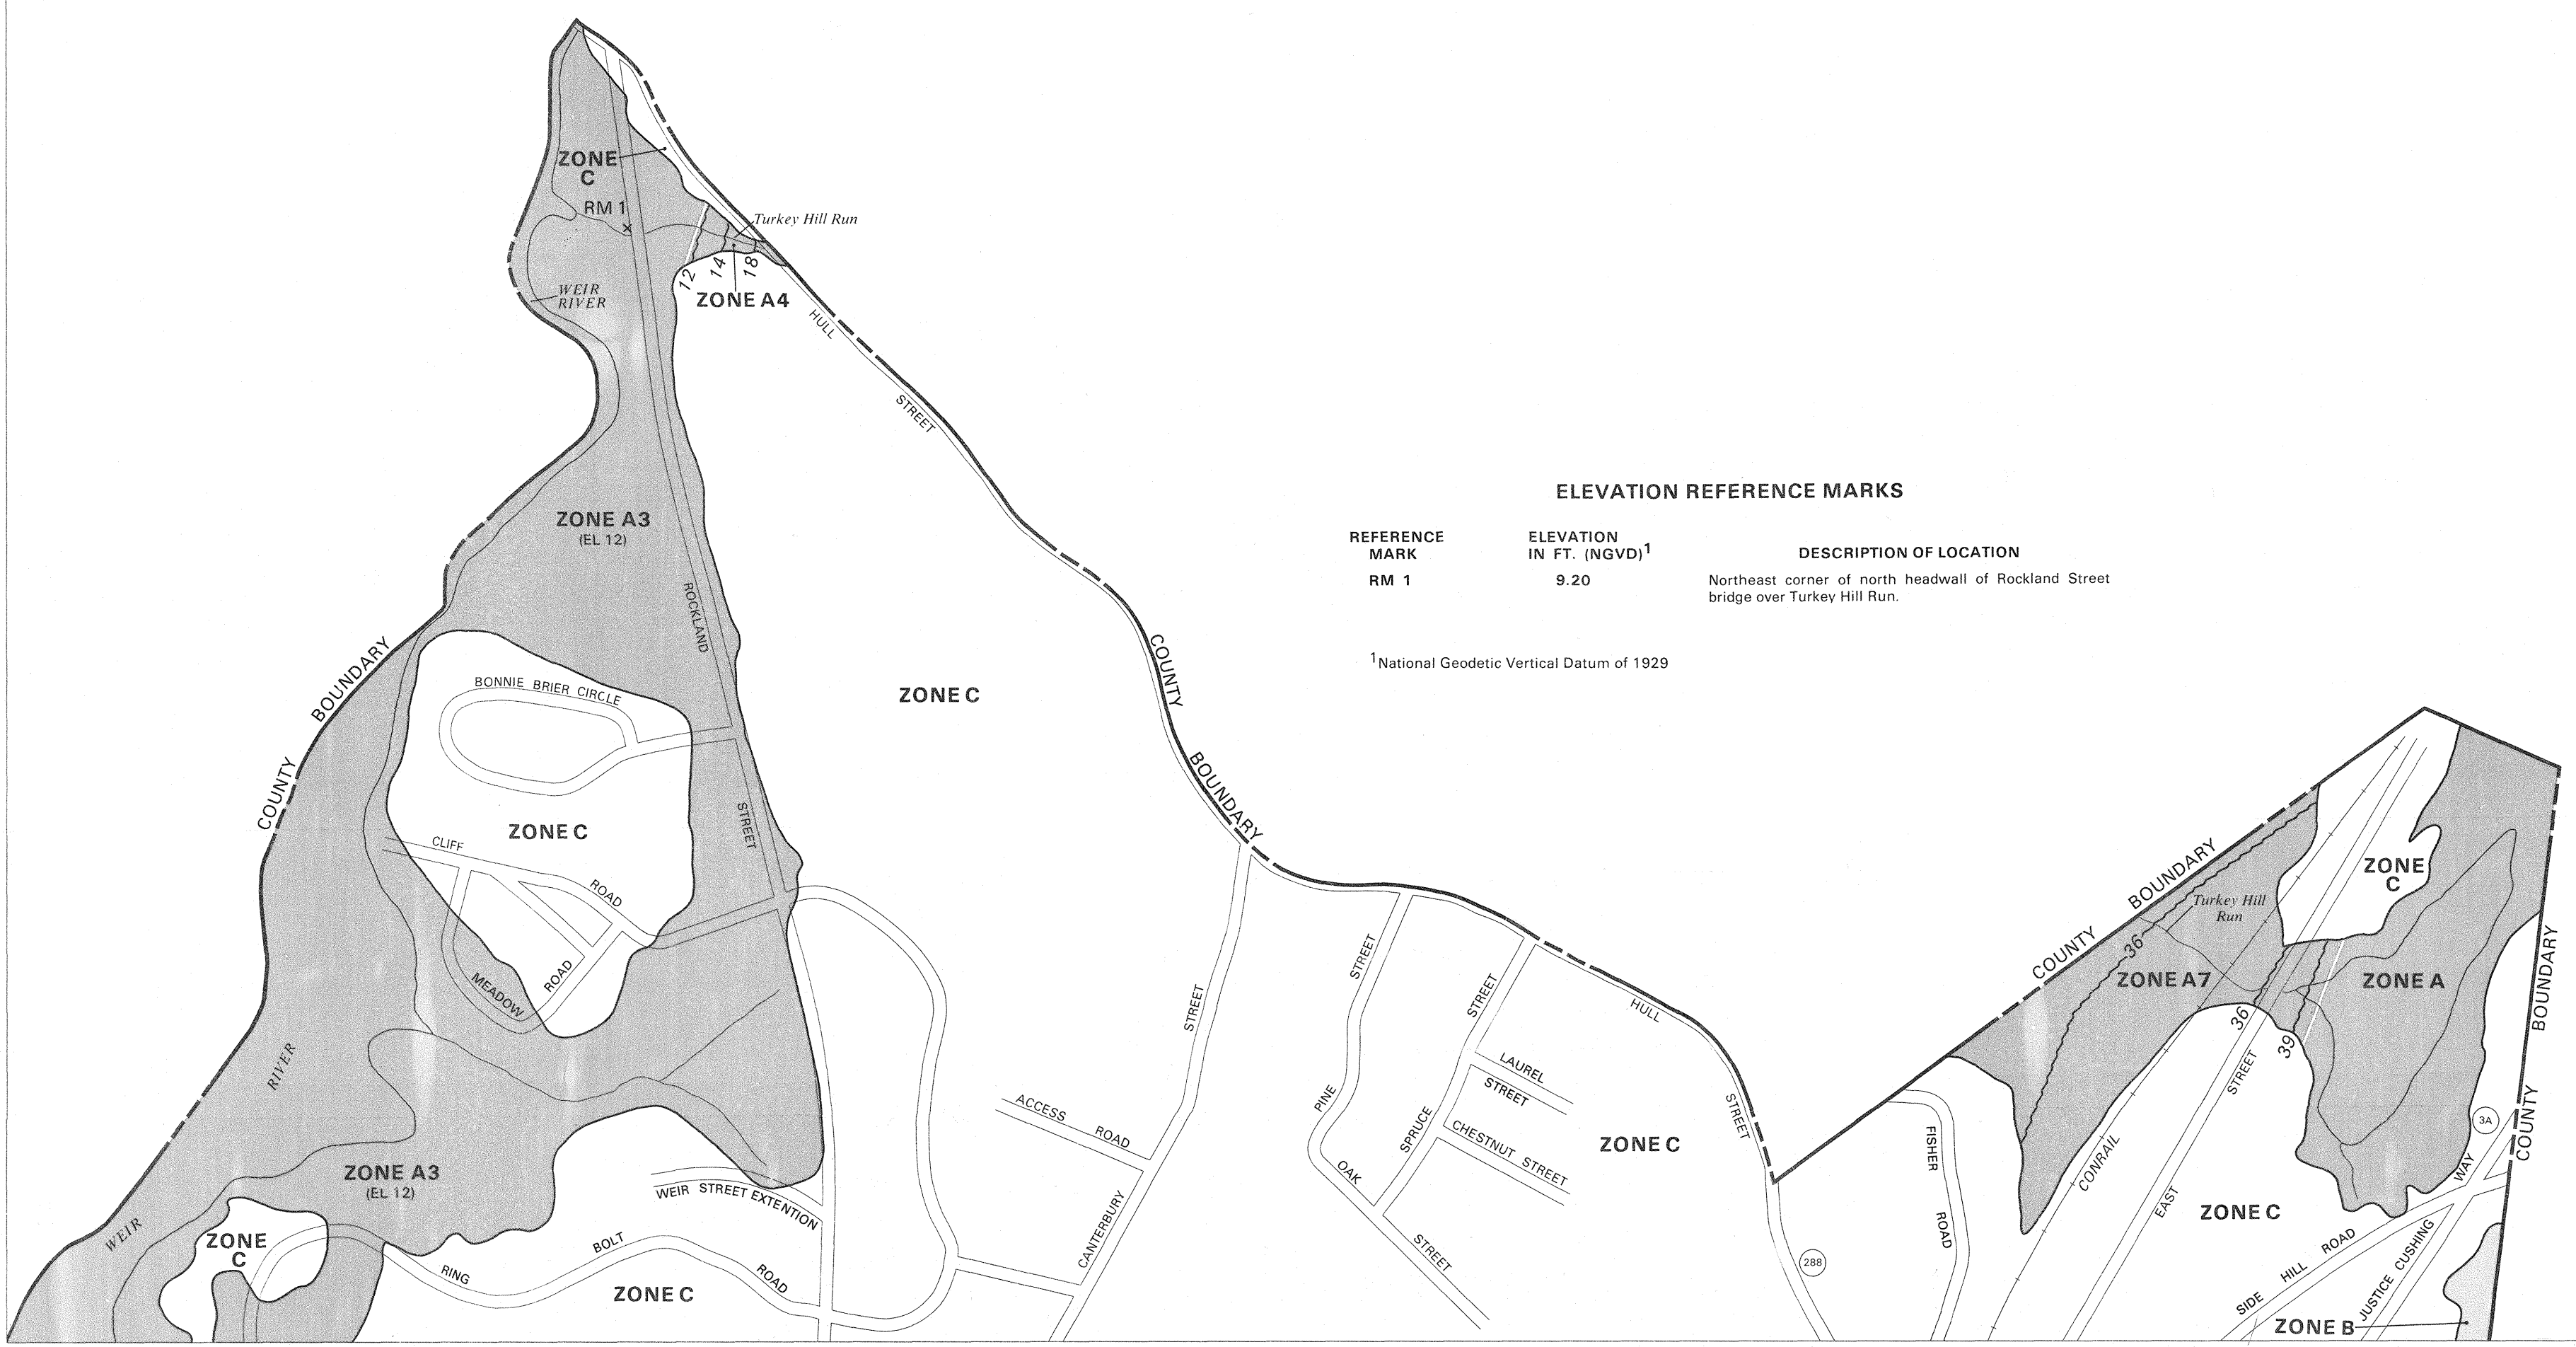 ZONE
C
RM 1
Turkey Hill Run
12
14
18
WEIR
RIVER
ZONE A4
HULL
STREET
ZONE A3
(EL 12)
ROCKLAND
STREET
ELEVATION REFERENCE MARKS
REFERENCE
MARK
ELEVATION
IN FT. (NGVD)1
DESCRIPTION OF LOCATION
RM 1
9.20
Northeast corner of north headwall of Rockland Street
bridge over Turkey Hill Run.
1National Geodetic Vertical Datum of 1929
COUNTY
BOUNDARY
COUNTY
BOUNDARY
ZONE C
BONNIE BRIER CIRCLE
ZONE C
CLIFF
ROAD
MEADOW
ROAD
RIVER
WEIR
ZONE A3
(EL 12)
ZONE
C
WEIR STREET EXTENTION
RING
BOLT
ROAD
ZONE C
ACCESS
ROAD
STREET
CANTERBURY
STREET
PINE
OAK
STREET
STREET
SPRUCE
LAUREL
STREET
CHESTNUT STREET
HULL
STREET
ZONE C
288
FISHER
ROAD
COUNTY
BOUNDARY
Turkey Hill
Run
36
ZONE A7
36
39
ZONE
C
ZONE A
BOUNDARY
COUNTY
3A
CONRAIL
STREET
EAST
ZONE C
WAY
JUSTICE CUSHING
SIDE
HILL
ROAD
ZONE B